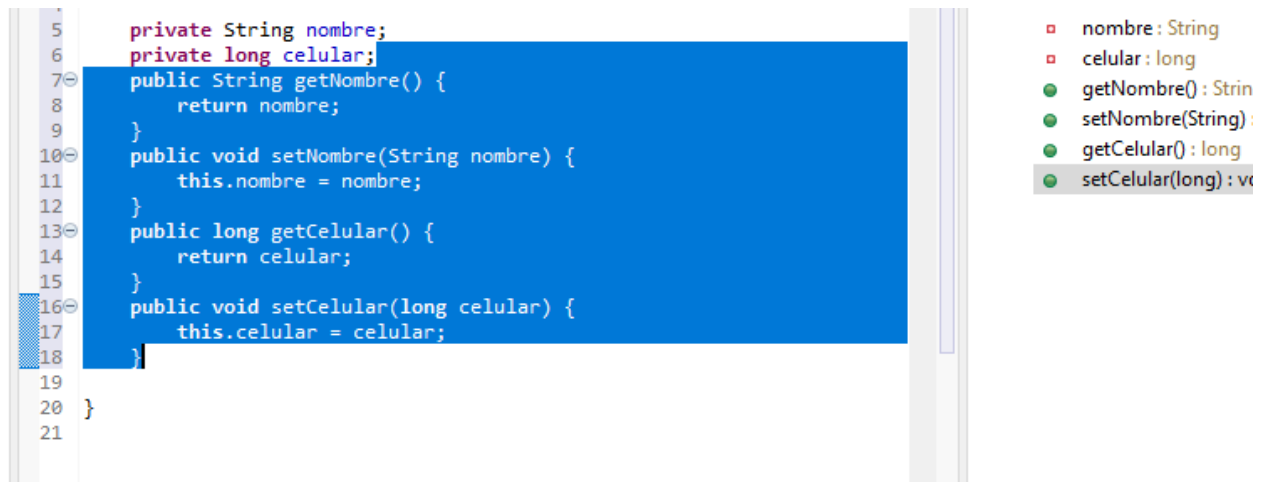 5 private String nombre;
6 private long celular;
7 public String getNombre() {
8 return nombre;
9 }
10 public void setNombre(String nombre) {
11 this.nombre = nombre;
12 }
13 public long getCelular() {
14 return celular;
15 }
16 public void setCelular(long celular) {
17 this.celular = celular;
18 }
19
20 }
21
nombre : String
celular : long
getNombre() : Strin
setNombre(String) :
getCelular() : long
setCelular(long) : vo